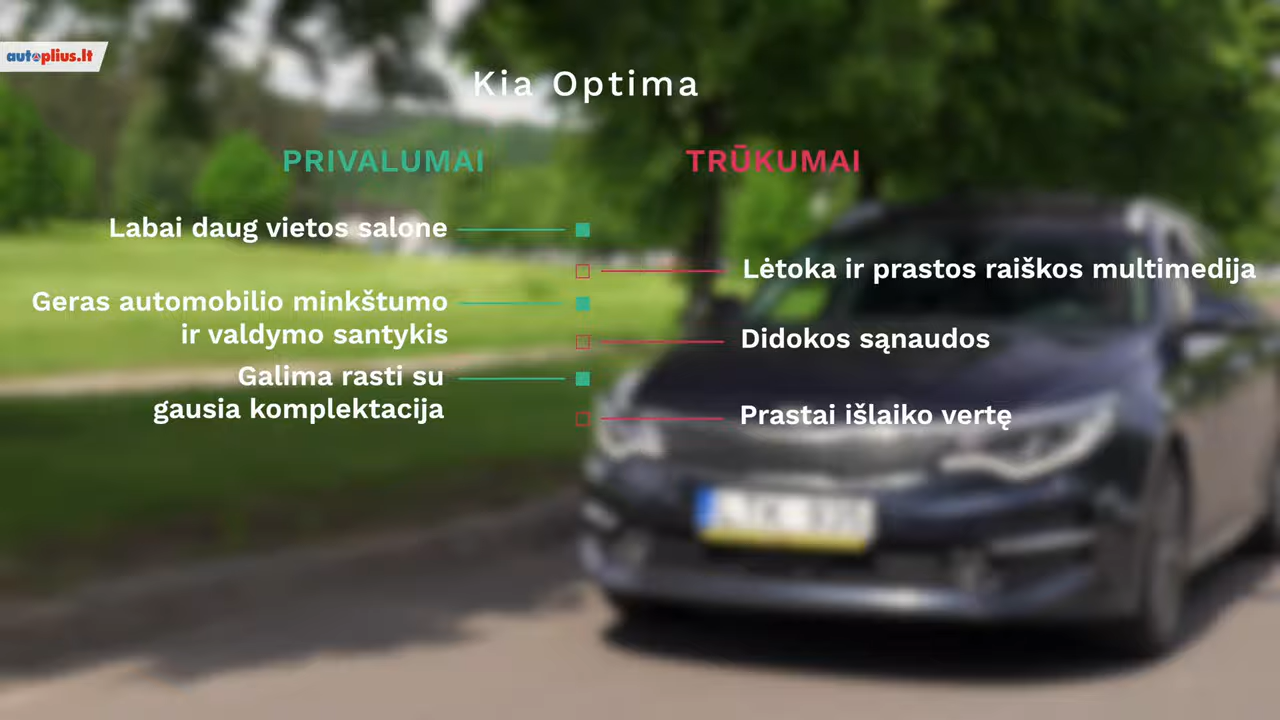 autoplius.lt
Kia Optima
PRIVALUMAI
TRŪKUMAI
Labai daug vietos salone
Lėtoka ir prastos raiškos multimedija
Geras automobilio minkštumo
ir valdymo santykis
Didokos sąnaudos
Galima rasti su
gausia komplektacija
Prastai išlaiko vertę